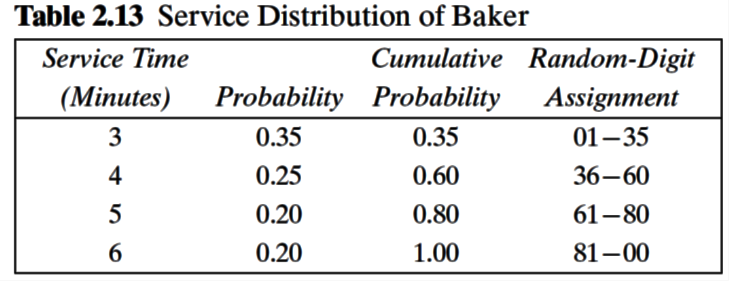 Table 2.13 Service Distribution of Baker
Service Time Cumulative Random-Digit
(Minutes) Probability Probability Assignment
3 0.35 0.35 01–35
4 0.25 0.60 36–60
5 0.20 0.80 61–80
6 0.20 1.00 81–00